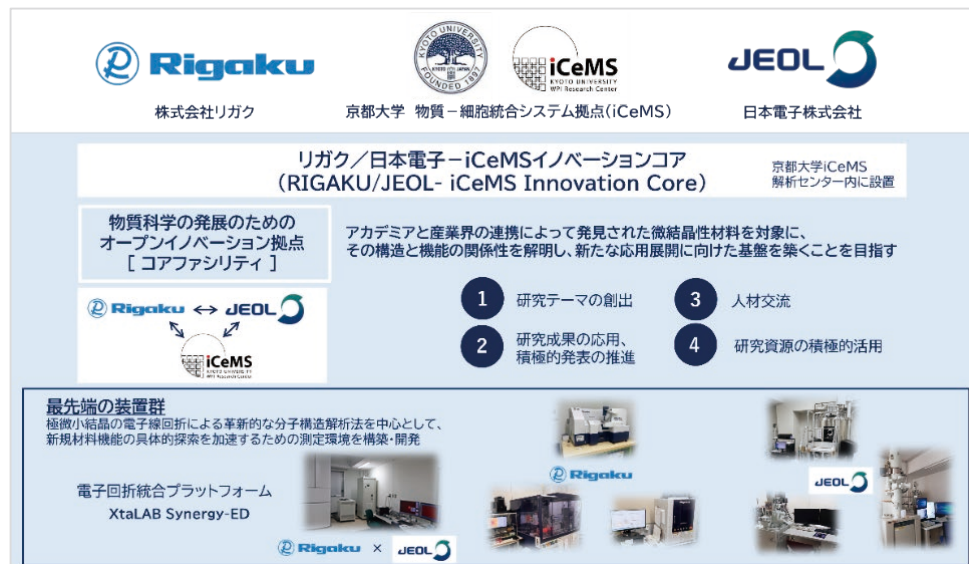 Rigaku
KYOTO UNIVERSITY
FOUNDED 1897
KYOTO JAPAN
iCeMS
KYOTO UNIVERSITY
WPI Research Center
JEOL
株式会社リガク
京都大学 物質－細胞統合システム拠点(iCeMS)
日本電子株式会社
リガク／日本電子－iCeMSイノベーションコア
(RIGAKU/JEOL- iCeMS Innovation Core)
京都大学iCeMS
解析センター内に設置
物質科学の発展のための
オープンイノベーション拠点
[ コアファシリティ ]
アカデミアと産業界の連携によって発見された微結晶性材料を対象に、
その構造と機能の関係性を解明し、新たな応用展開に向けた基盤を築くことを目指す
Rigaku ↔ JEOL
iCeMS
KYOTO UNIVERSITY
WPI Research Center
1 研究テーマの創出
2 研究成果の応用、
積極的発表の推進
3 人材交流
4 研究資源の積極的活用
最先端の装置群
極微小結晶の電子線回折による革新的な分子構造解析法を中心として、
新規材料機能の具体的探索を加速するための測定環境を構築・開発
電子回折統合プラットフォーム
XtaLAB Synergy-ED
Rigaku × JEOL
Rigaku
JEOL